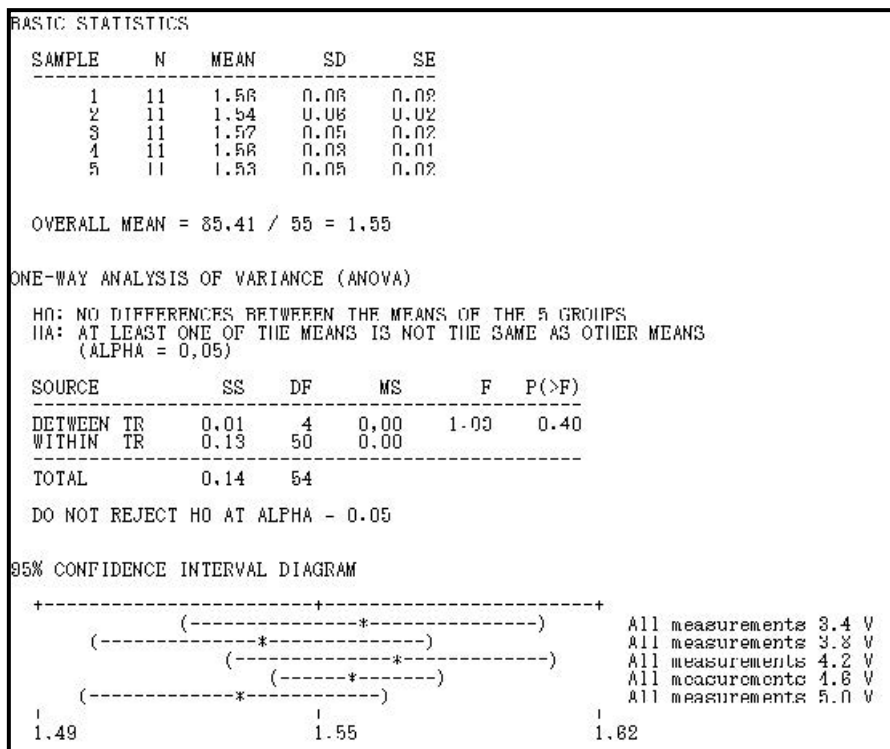 BASIC STATISTICS
SAMPLE N MEAN SD SE
1 11 1.56 0.06 0.02
2 11 1.54 0.06 0.02
3 11 1.57 0.05 0.02
4 11 1.56 0.03 0.01
5 11 1.53 0.05 0.02
OVERALL MEAN = 85.41 / 55 = 1.55
ONE-WAY ANALYSIS OF VARIANCE (ANOVA)
H0: NO DIFFERENCES BETWEEEN THE MEANS OF THE 5 GROUPS
HA: AT LEAST ONE OF THE MEANS IS NOT THE SAME AS OTHER MEANS
(ALPHA = 0,05)
SOURCE SS DF MS F P(>F)
BETWEEN TR 0.01 4 0,00 0.40
WITHIN TR 0.13 50 0.00
TOTAL 0.14 54
DO NOT REJECT H0 AT ALPHA = 0.05
95% CONFIDENCE INTERVAL DIAGRAM
All measurements 3.4 V
All measurements 3.8 V
All measurements 4.2 V
All measurements 4.6 V
All measurements 5.0 V
1.49 1.55 1.62